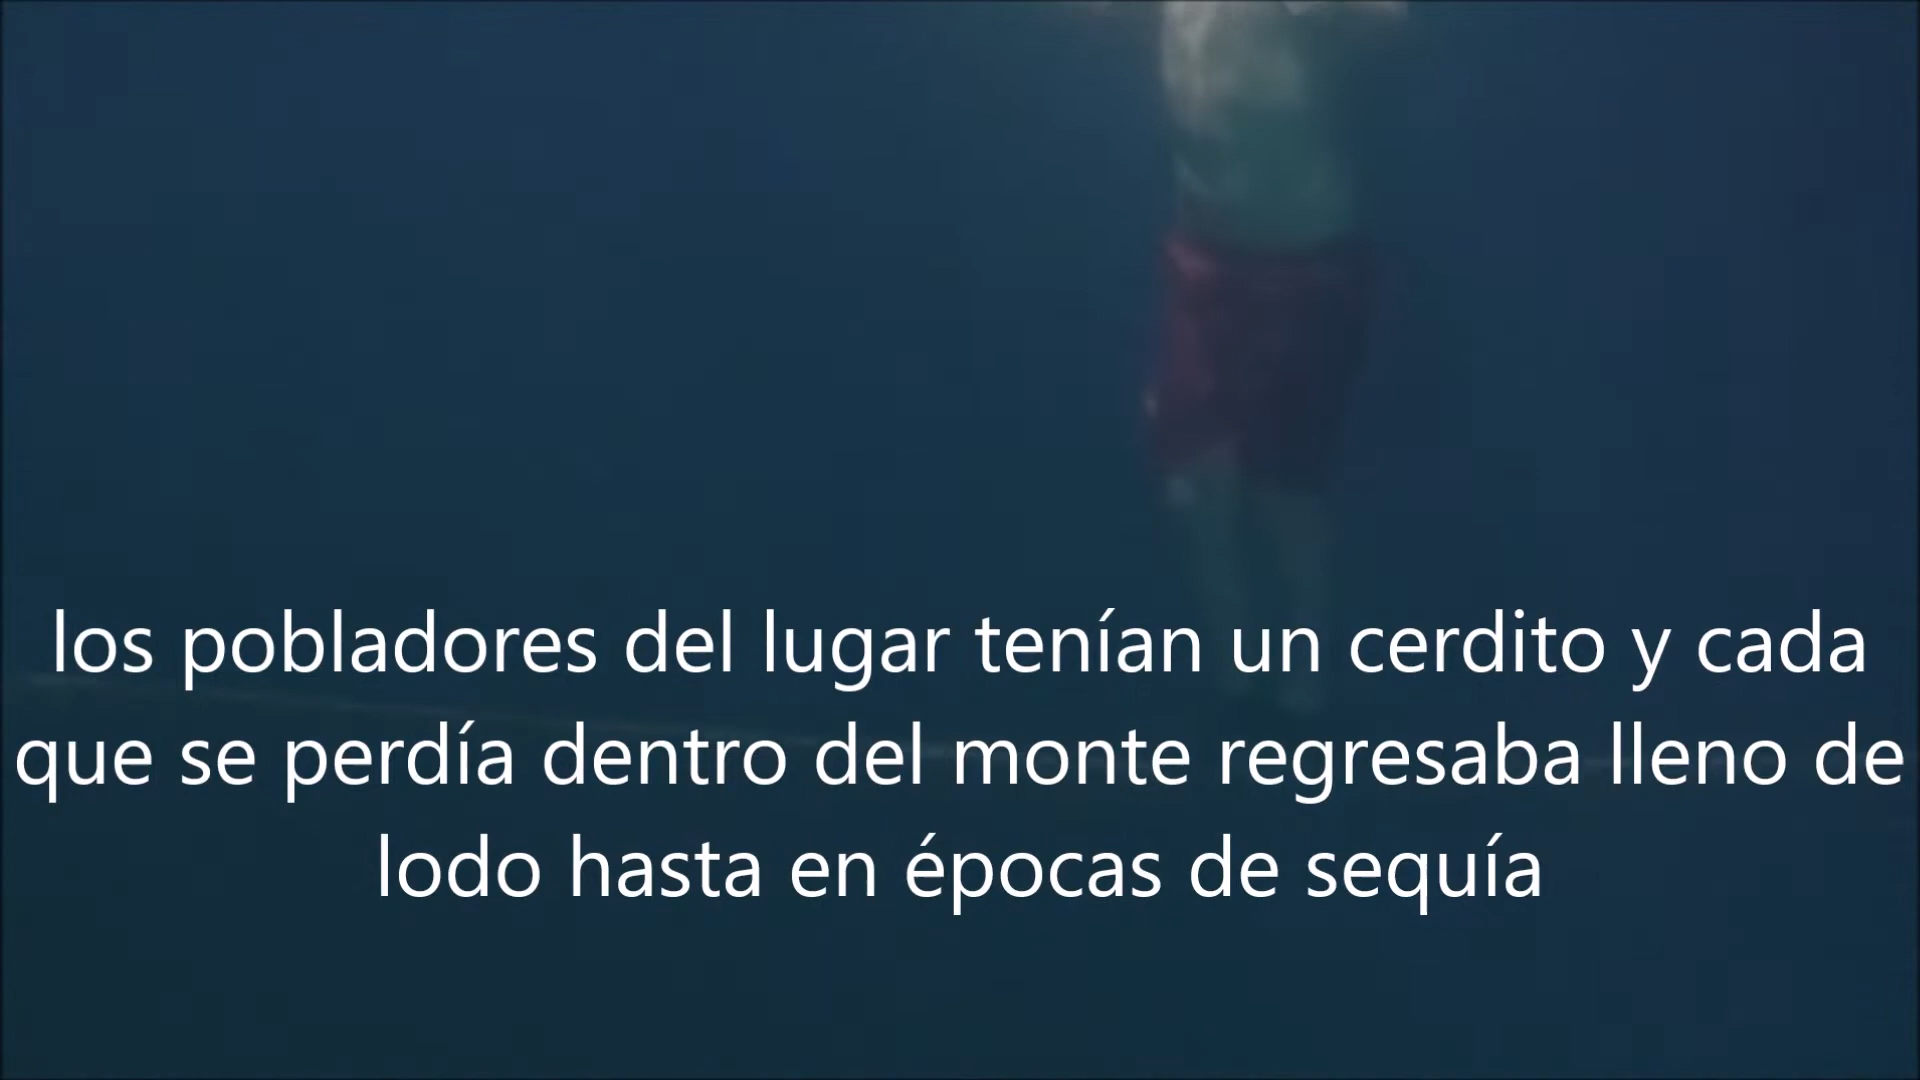 los pobladores del lugar tenían un cerdito y cada
que se perdía dentro del monte regresaba lleno de
lodo hasta en épocas de sequía